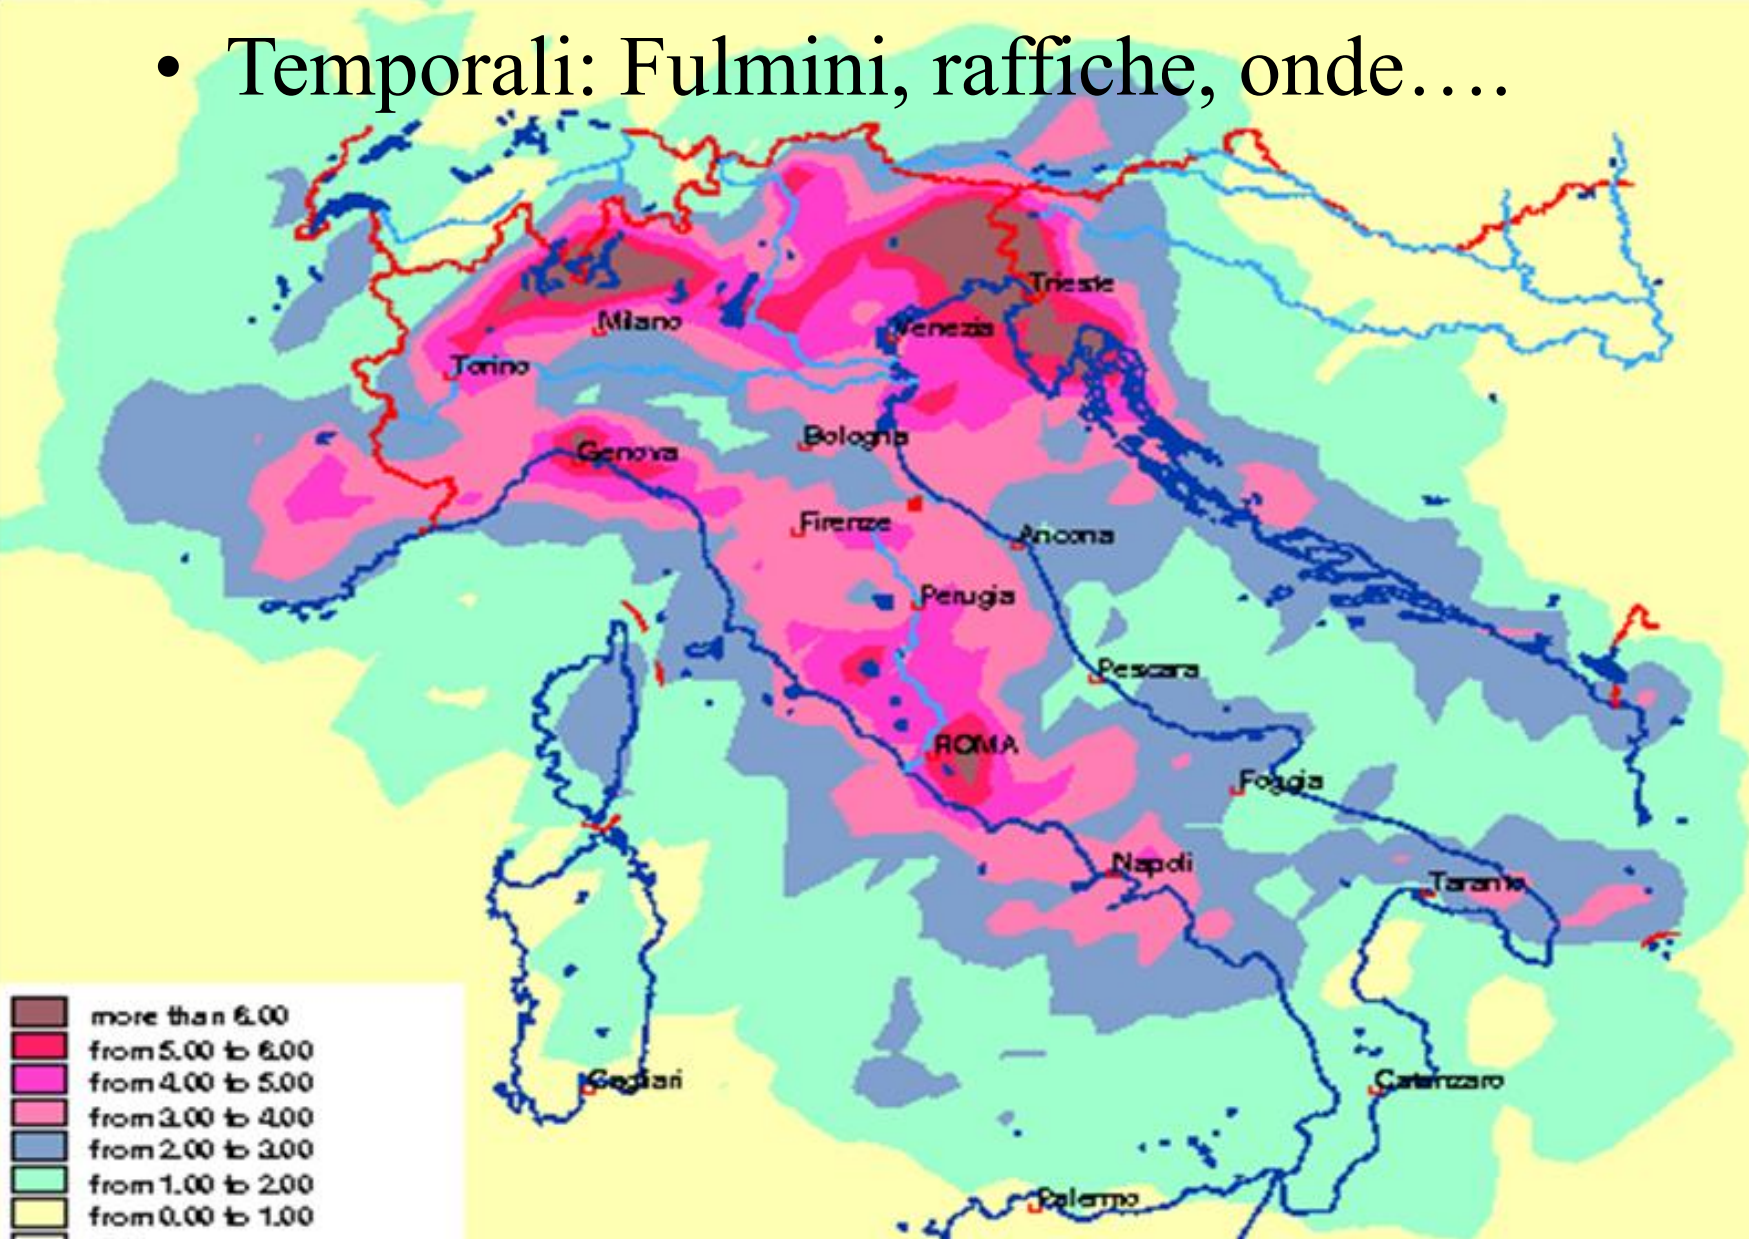 • Temporali: Fulmini, raffiche, onde….
Trieste
Milano
Venezia
Torino
Bologna
Genova
Firenze
Ancona
Perugia
Pescara
ROMA
Foggia
Napoli
Taranto
Cagliari
Catanzaro
Palermo
more than 6.00
from 5.00 to 6.00
from 4.00 to 5.00
from 3.00 to 4.00
from 2.00 to 3.00
from 1.00 to 2.00
from 0.00 to 1.00